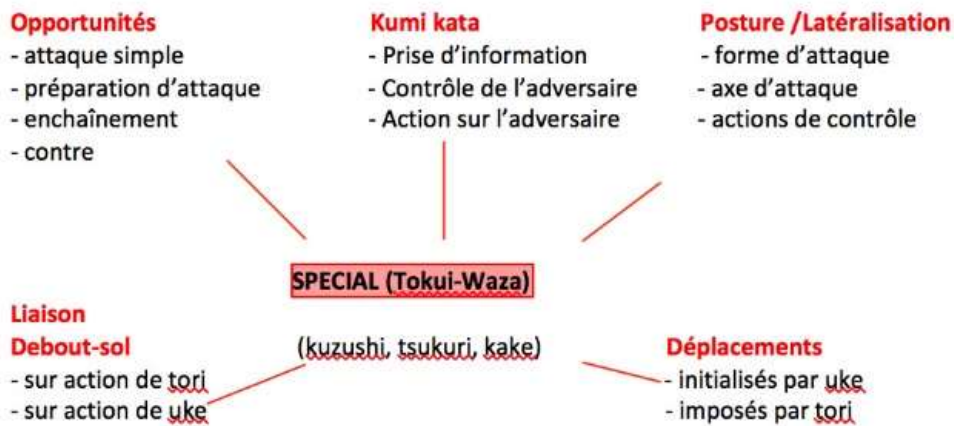 Opportunités
- attaque simple
- préparation d'attaque
- enchaînement
- contre
Kumi kata
- Prise d'information
- Contrôle de l'adversaire
- Action sur l'adversaire
Posture /Latéralisation
- forme d'attaque
- axe d'attaque
- actions de contrôle
SPECIAL (Tokui-Waza)
(kuzushi, tsukuri, kake)
Liaison
Debout-sol
- sur action de tori
- sur action de uke
Déplacements
- initialisés par uke
- imposés par tori